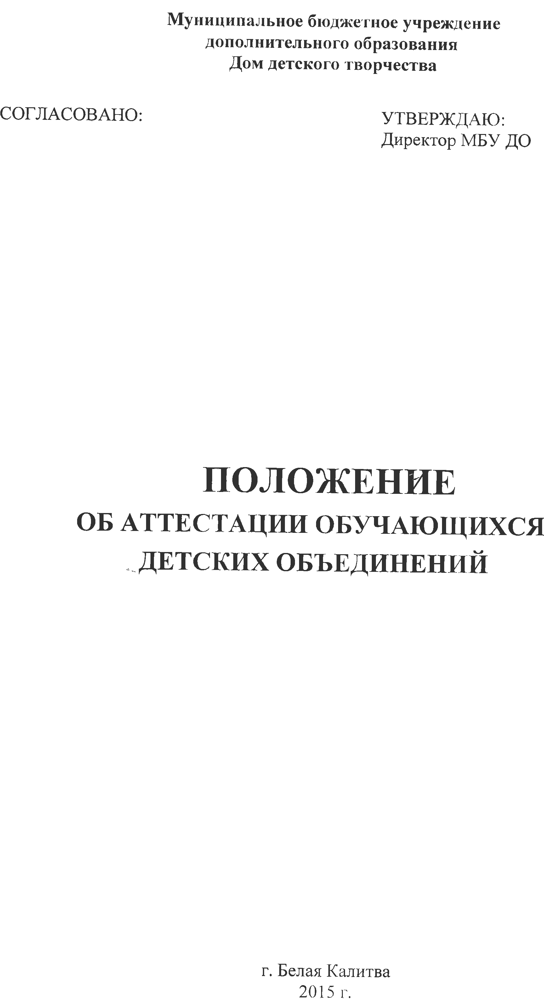 Муниципальное бюджетное учреждение
дополнительного образования
Дом детского творчества
СОГЛАСОВАНО:
УТВЕРЖДАЮ:
Директор МБУ ДО
ПОЛОЖЕНИЕ
ОБ АТТЕСТАЦИИ ОБУЧАЮЩИХСЯ
ДЕТСКИХ ОБЪЕДИНЕНИЙ
г. Белая Калитва
2015 г.